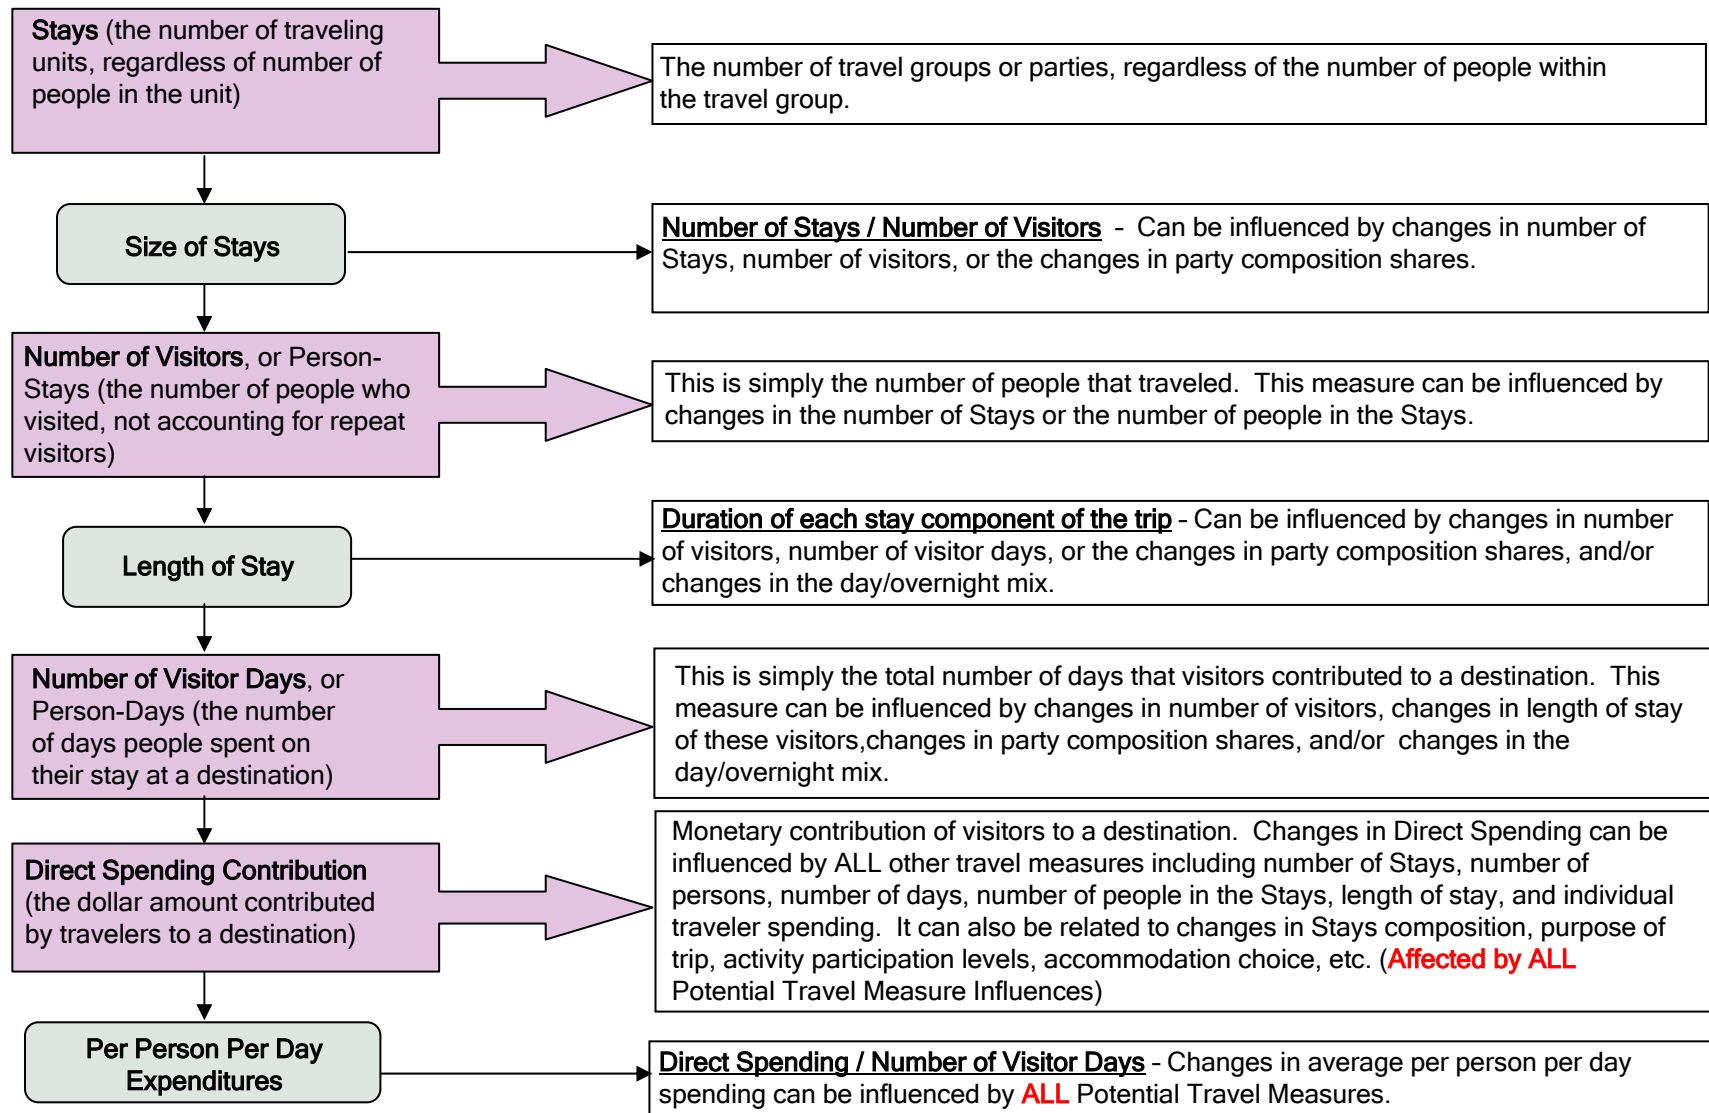 Stays (the number of traveling
units, regardless of number of
people in the unit)
The number of travel groups or parties, regardless of the number of people within
the travel group.
Size of Stays
Number of Stays / Number of Visitors - Can be influenced by changes in number of
Stays, number of visitors, or the changes in party composition shares.
Number of Visitors, or Person-
Stays (the number of people who
visited, not accounting for repeat
visitors)
This is simply the number of people that traveled. This measure can be influenced by
changes in the number of Stays or the number of people in the Stays.
Length of Stay
Duration of each stay component of the trip - Can be influenced by changes in number
of visitors, number of visitor days, or the changes in party composition shares, and/or
changes in the day/overnight mix.
Number of Visitor Days, or
Person-Days (the number
of days people spent on
their stay at a destination)
This is simply the total number of days that visitors contributed to a destination. This
measure can be influenced by changes in number of visitors, changes in length of stay
of these visitors,changes in party composition shares, and/or changes in the
day/overnight mix.
Direct Spending Contribution
(the dollar amount contributed
by travelers to a destination)
Monetary contribution of visitors to a destination. Changes in Direct Spending can be
influenced by ALL other travel measures including number of Stays, number of
persons, number of days, number of people in the Stays, length of stay, and individual
traveler spending. It can also be related to changes in Stays composition, purpose of
trip, activity participation levels, accommodation choice, etc. (Affected by ALL
Potential Travel Measure Influences)
Per Person Per Day
Expenditures
Direct Spending / Number of Visitor Days - Changes in average per person per day
spending can be influenced by ALL Potential Travel Measures.